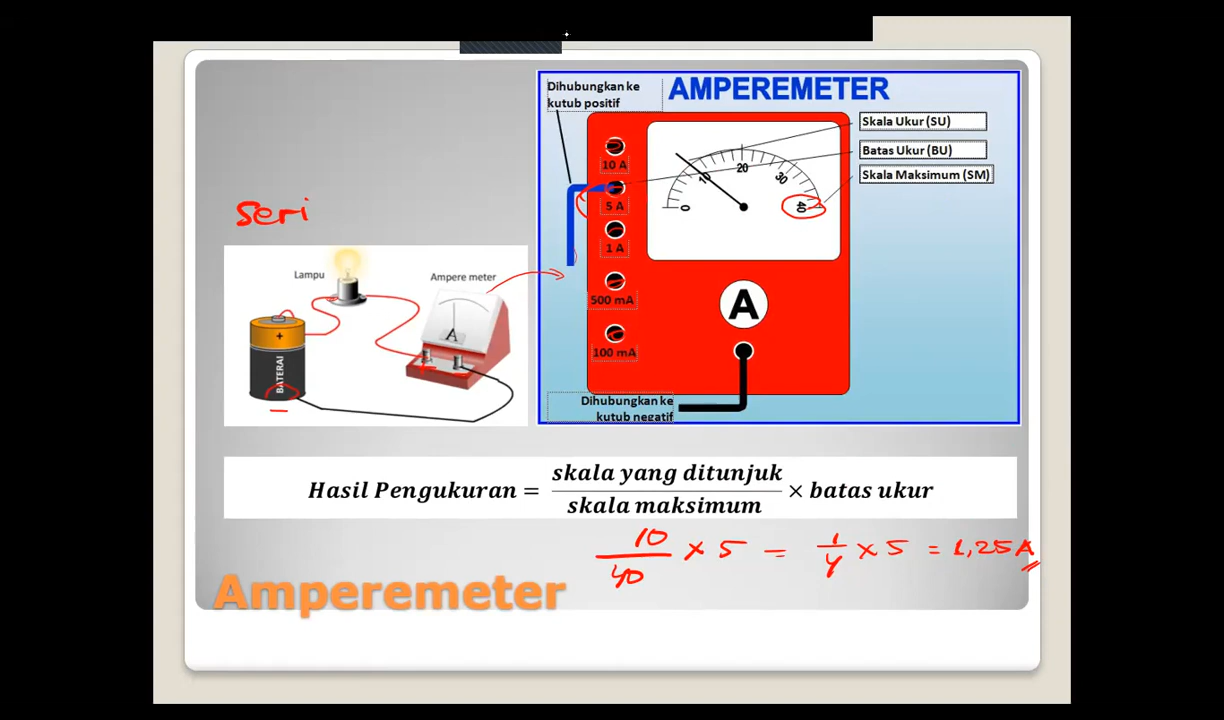 Dihubungkan ke
kutub positif
AMPEREMETER
Skala Ukur (SU)
Batas Ukur (BU)
Skala Maksimum (SM)
10 A
5 A
1 A
500 mA
100 mA
0
10
20
30
40
A
Dihubungkan ke
kutub negatif
Seri
Lampu
Ampere meter
A
+
BATERAI
+
−
Hasil Pengukuran = skala yang ditunjuk / skala maksimum × batas ukur
10/40 × 5 = 1/4 × 5 = 1,25 A
Amperemeter